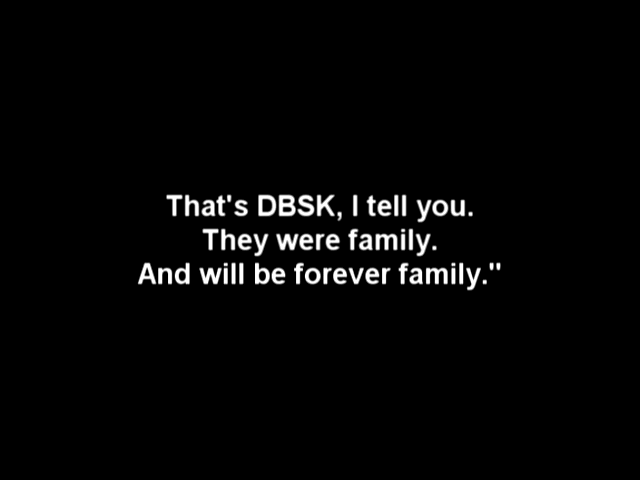 That's DBSK, I tell you.
They were family.
And will be forever family."